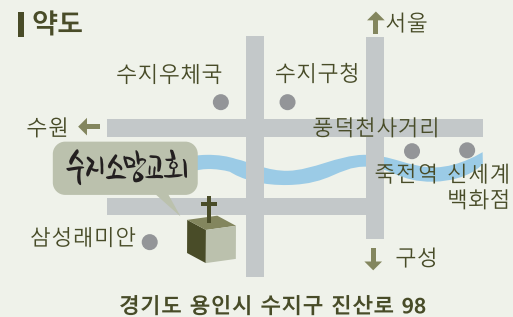 약도
서울
수지우체국
수지구청
수원
풍덕천사거리
수지소망교회
죽전역
신세계
백화점
삼성래미안
구성
경기도 용인시 수지구 진산로 98